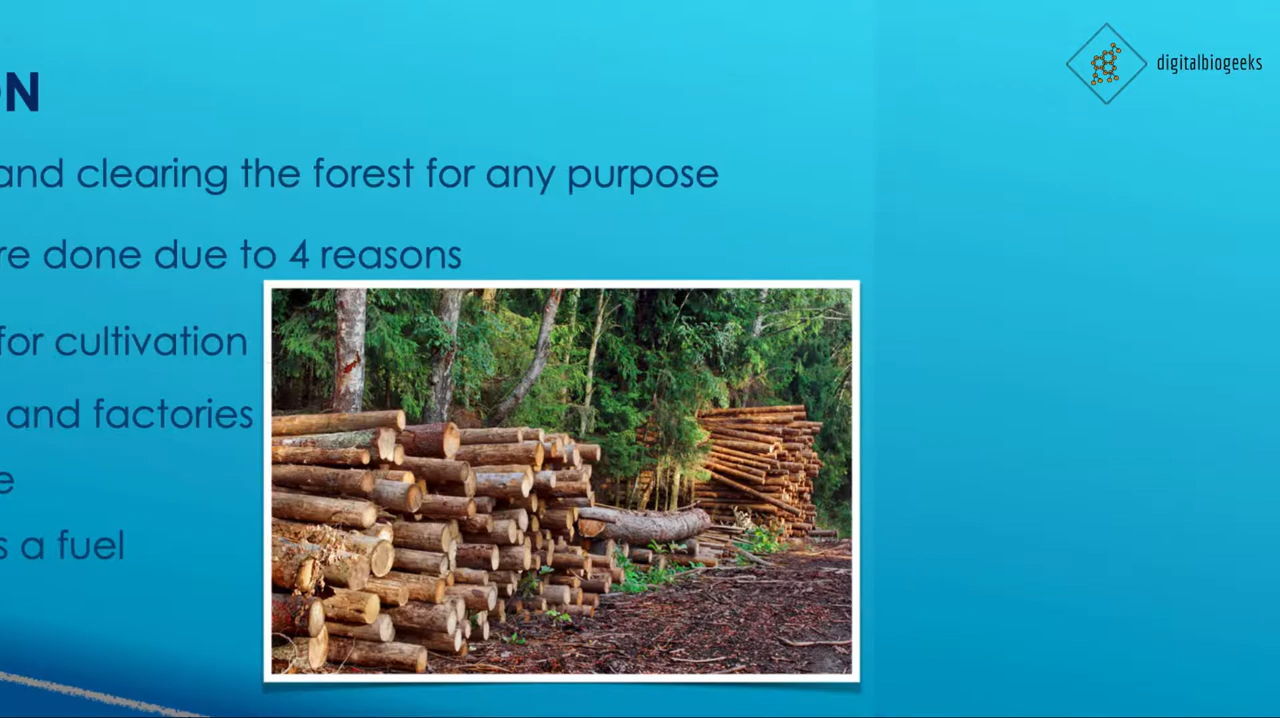 digitalbiogeeks
ON
and clearing the forest for any purpose
re done due to 4 reasons
for cultivation
and factories
e
s a fuel